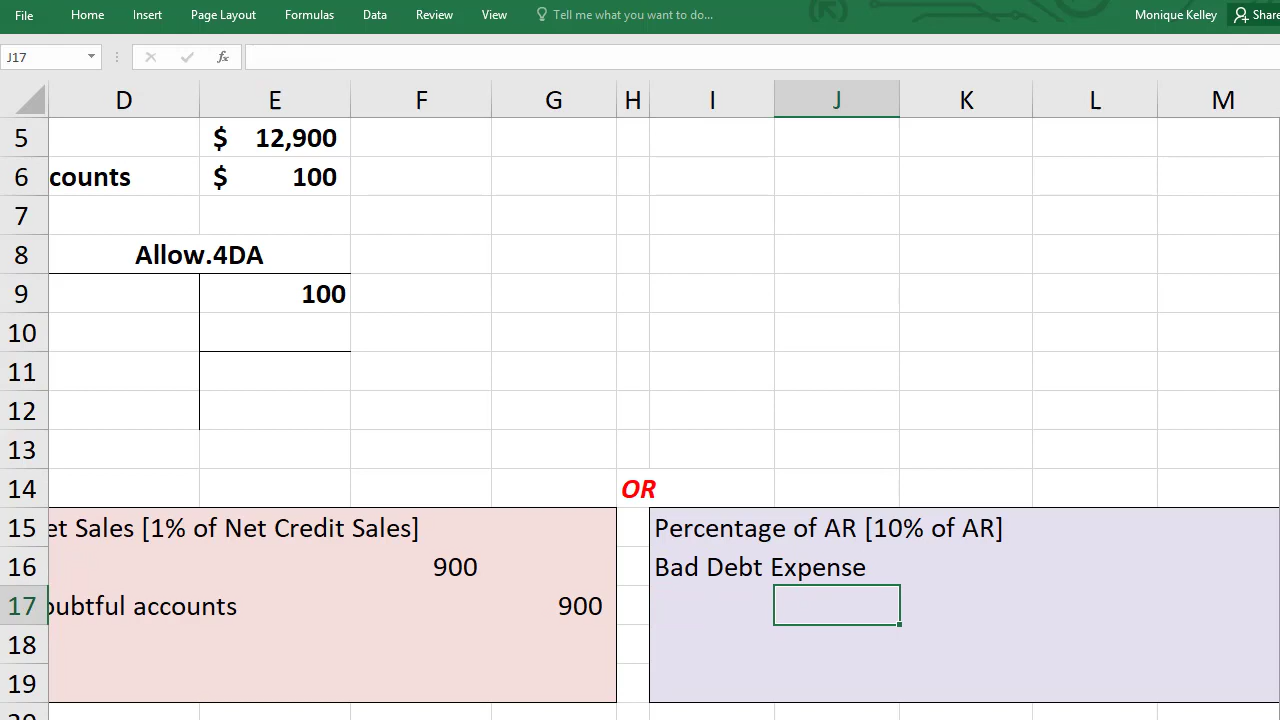 File Home Insert Page Layout Formulas Data Review View Tell me what you want to do... Monique Kelley Share
J17 fx
D E F G H I J K L M
5 $ 12,900
6 counts $ 100
7
8 Allow.4DA
9 100
10
11
12
13
14 OR
15 et Sales [1% of Net Credit Sales] Percentage of AR [10% of AR]
16 900 Bad Debt Expense
17 oubtful accounts 900
18
19
20